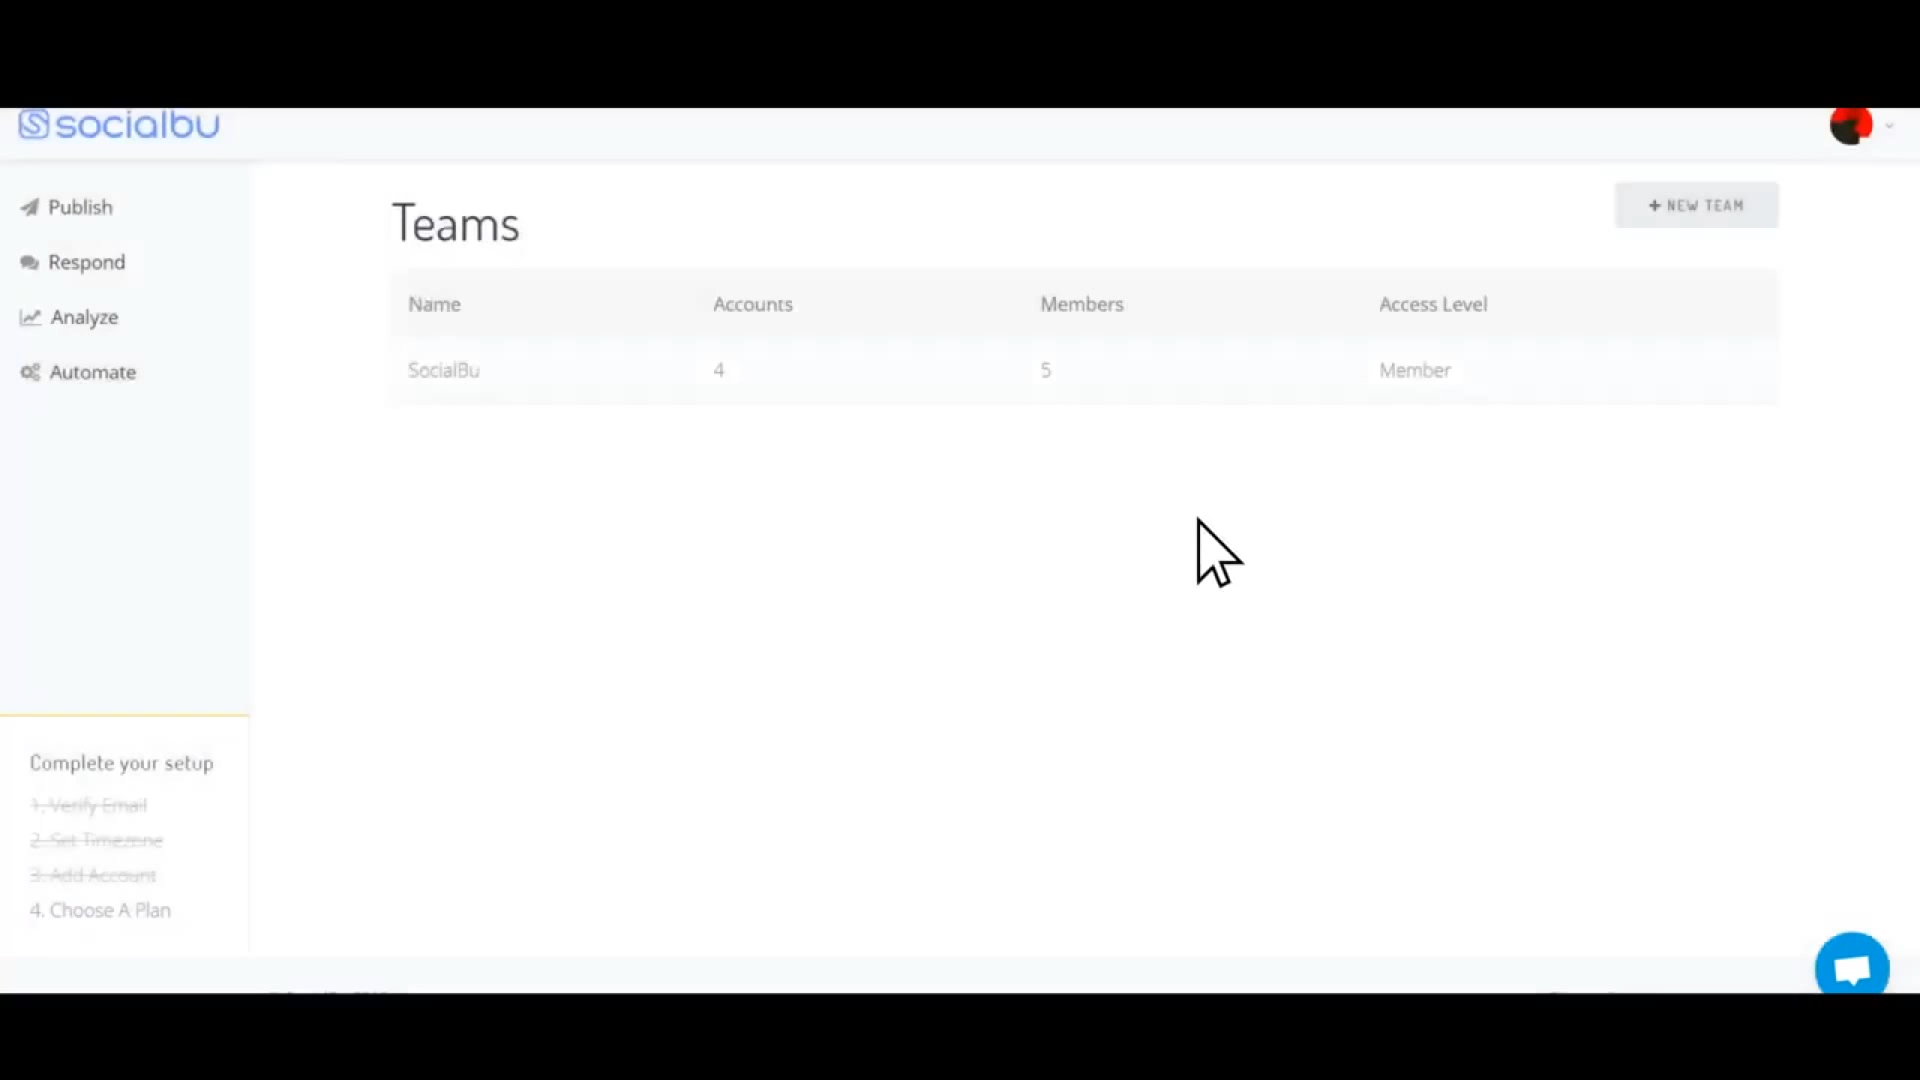 socialbu
Publish
Respond
Analyze
Automate
Teams
+ NEW TEAM
Name Accounts Members Access Level
SocialBu 4 5 Member
Complete your setup
1. Verify Email
2. Set Timezone
3. Add Account
4. Choose A Plan